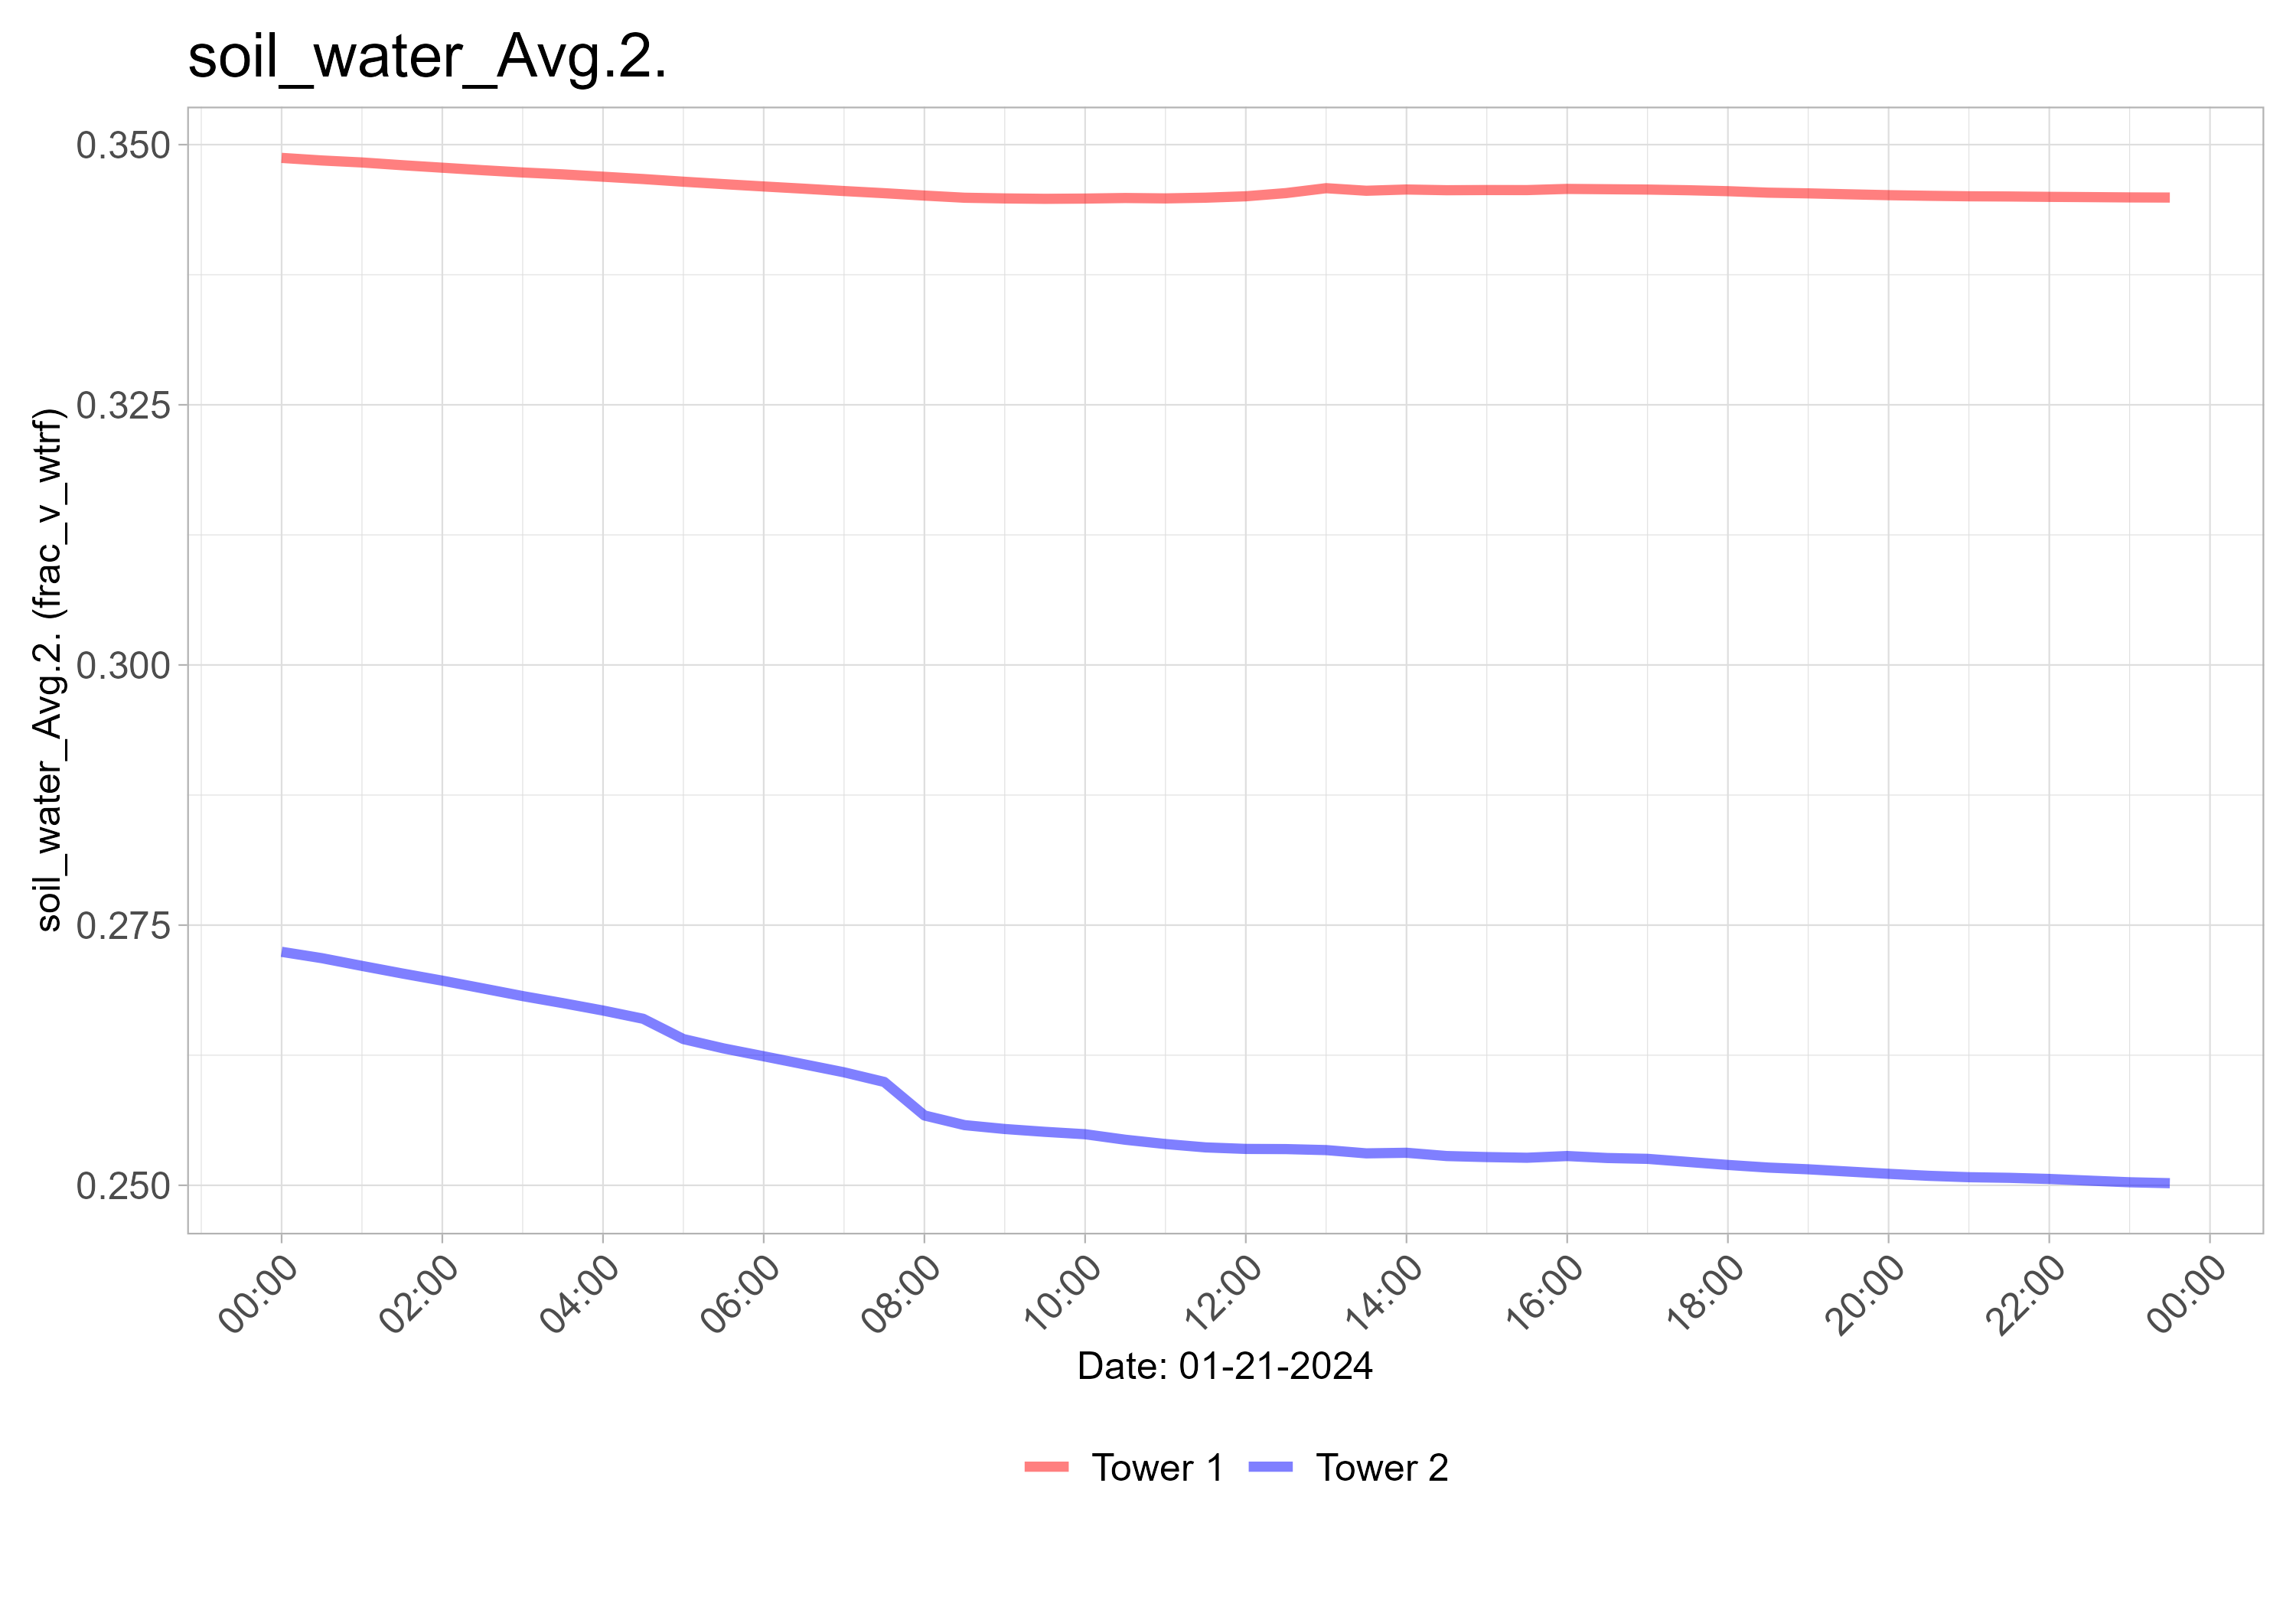 soil_water_Avg.2.
soil_water_Avg.2. (frac_v_wtrf)
0.350
0.325
0.300
0.275
0.250
00:00 02:00 04:00 06:00 08:00 10:00 12:00 14:00 16:00 18:00 20:00 22:00 00:00
Date: 01-21-2024
Tower 1 Tower 2